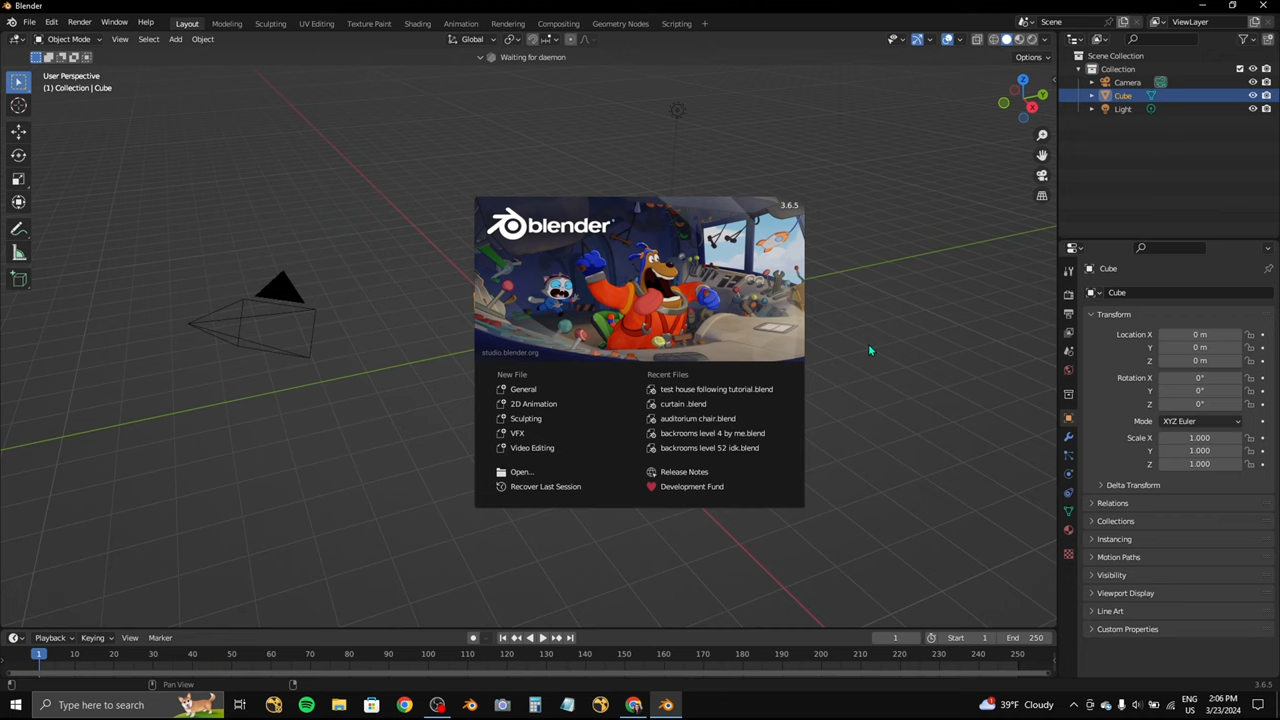 Blender
File Edit Render Window Help
Layout Modeling Sculpting UV Editing Texture Paint Shading Animation Rendering Compositing Geometry Nodes Scripting +
Scene
ViewLayer
Object Mode View Select Add Object
Global
Waiting for daemon
Options
User Perspective
(1) Collection | Cube
Z
Y
X
Scene Collection
Collection
Camera
Cube
Light
3.6.5
blender
studio.blender.org
New File
General
2D Animation
Sculpting
VFX
Video Editing
Open...
Recover Last Session
Recent Files
test house following tutorial.blend
curtain .blend
auditorium chair.blend
backrooms level 4 by me.blend
backrooms level 52 idk.blend
Release Notes
Development Fund
Cube
Cube
Transform
Location X 0 m
Y 0 m
Z 0 m
Rotation X 0°
Y 0°
Z 0°
Mode XYZ Euler
Scale X 1.000
Y 1.000
Z 1.000
Delta Transform
Relations
Collections
Instancing
Motion Paths
Visibility
Viewport Display
Line Art
Custom Properties
Playback Keying View Marker
1 Start 1 End 250
1 10 20 30 40 50 60 70 80 90 100 110 120 130 140 150 160 170 180 190 200 210 220 230 240 250
Pan View
3.6.5
Type here to search
39°F Cloudy
ENG
US
2:06 PM
3/23/2024